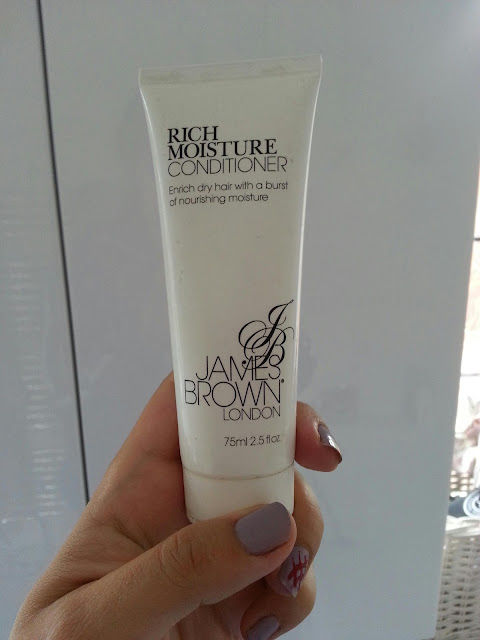 RICH
MOISTURE
CONDITIONER
Enrich dry hair with a burst
of nourishing moisture
JB
JAMES
BROWN®
LONDON
75ml 2.5 fl oz.